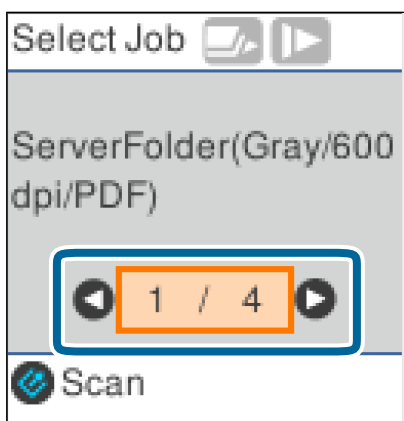 Select Job
ServerFolder(Gray/600
dpi/PDF)
1 / 4
Scan